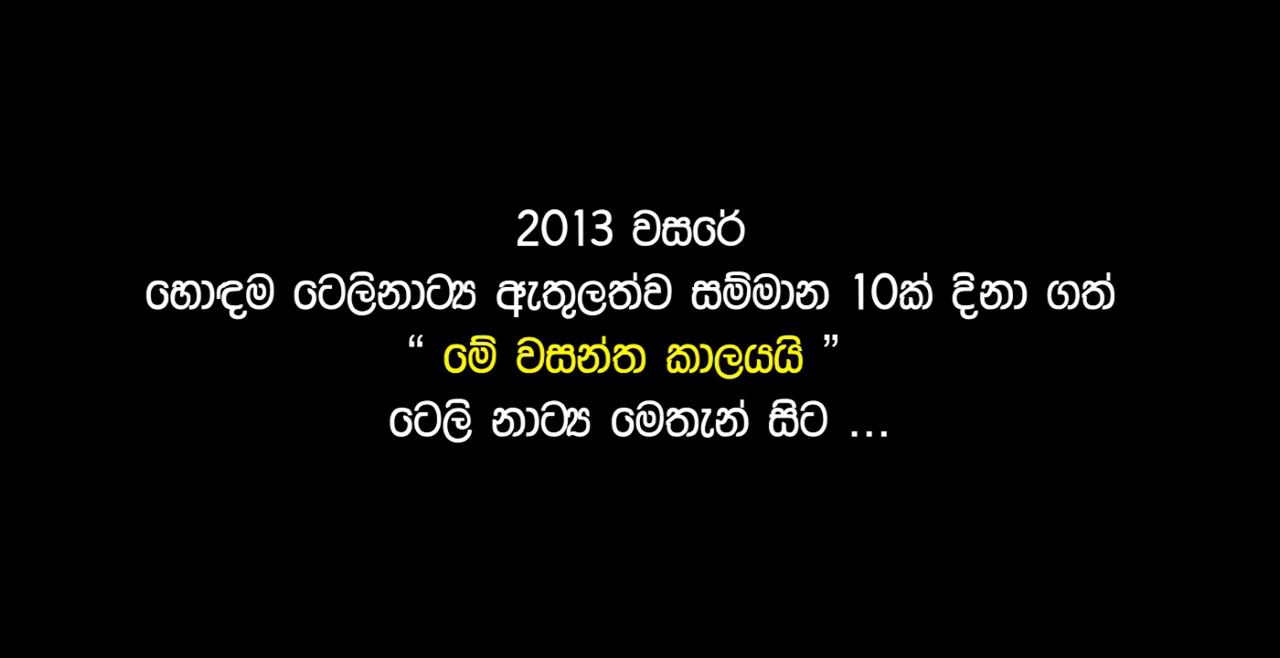 2013 වසරේ
හොඳම ටෙලිනාට්‍ය ඇතුලත්ව සම්මාන 10ක් දිනා ගත්
“ මේ වසන්ත කාලයයි ”
ටෙලි නාට්‍ය මෙතැන් සිට ...